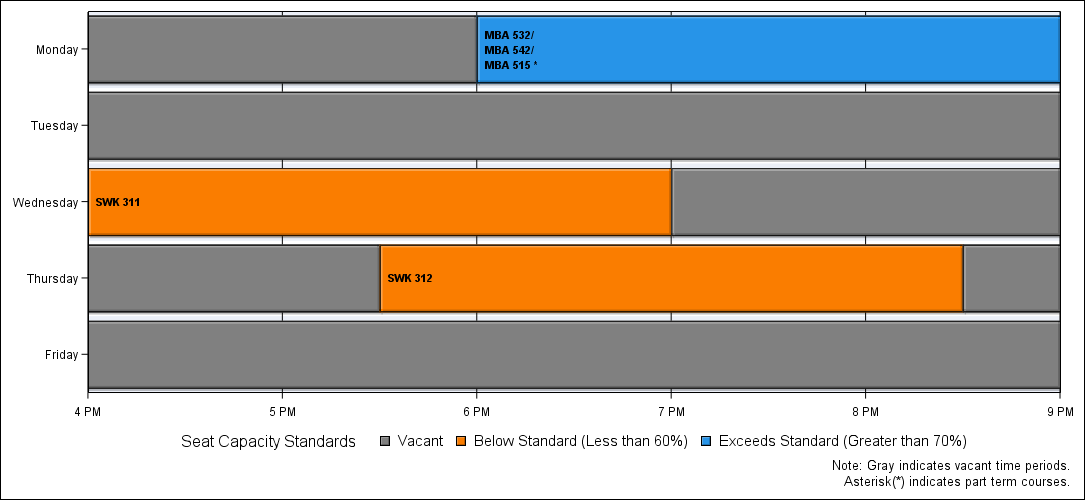 Monday
MBA 532/
MBA 542/
MBA 515 *
Tuesday
Wednesday
SWK 311
Thursday
SWK 312
Friday
4 PM 5 PM 6 PM 7 PM 8 PM 9 PM
Seat Capacity Standards Vacant Below Standard (Less than 60%) Exceeds Standard (Greater than 70%)
Note: Gray indicates vacant time periods.
Asterisk(*) indicates part term courses.